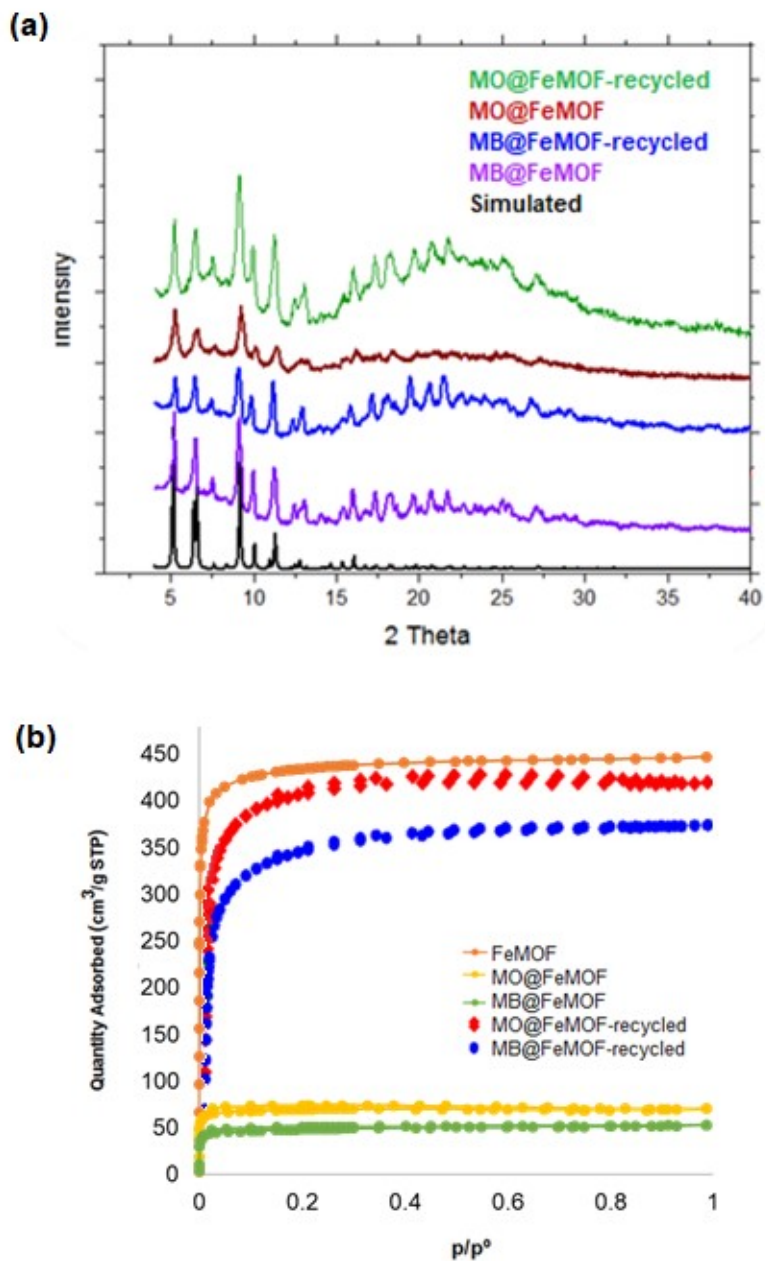 (a)
MO@FeMOF-recycled
MO@FeMOF
MB@FeMOF-recycled
MB@FeMOF
Simulated
Intensity
5 10 15 20 25 30 35 40
2 Theta
(b)
450
400
350
300
250
200
150
100
50
0
Quantity Adsorbed (cm³/g STP)
FeMOF
MO@FeMOF
MB@FeMOF
MO@FeMOF-recycled
MB@FeMOF-recycled
0 0.2 0.4 0.6 0.8 1
p/pº